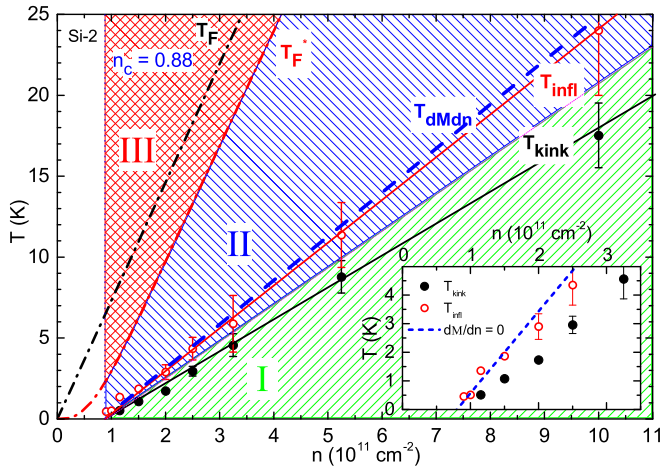 Si-2
T_F
n_c = 0.88
T_F*
T_dMdn
T_infl
T_kink
III
II
I
T (K)
25
20
15
10
5
0
0 1 2 3 4 5 6 7 8 9 10 11
n (10^11 cm^-2)
n (10^11 cm^-2)
0 1 2 3
T (K)
4
3
2
1
0
T_kink
T_infl
dM/dn = 0